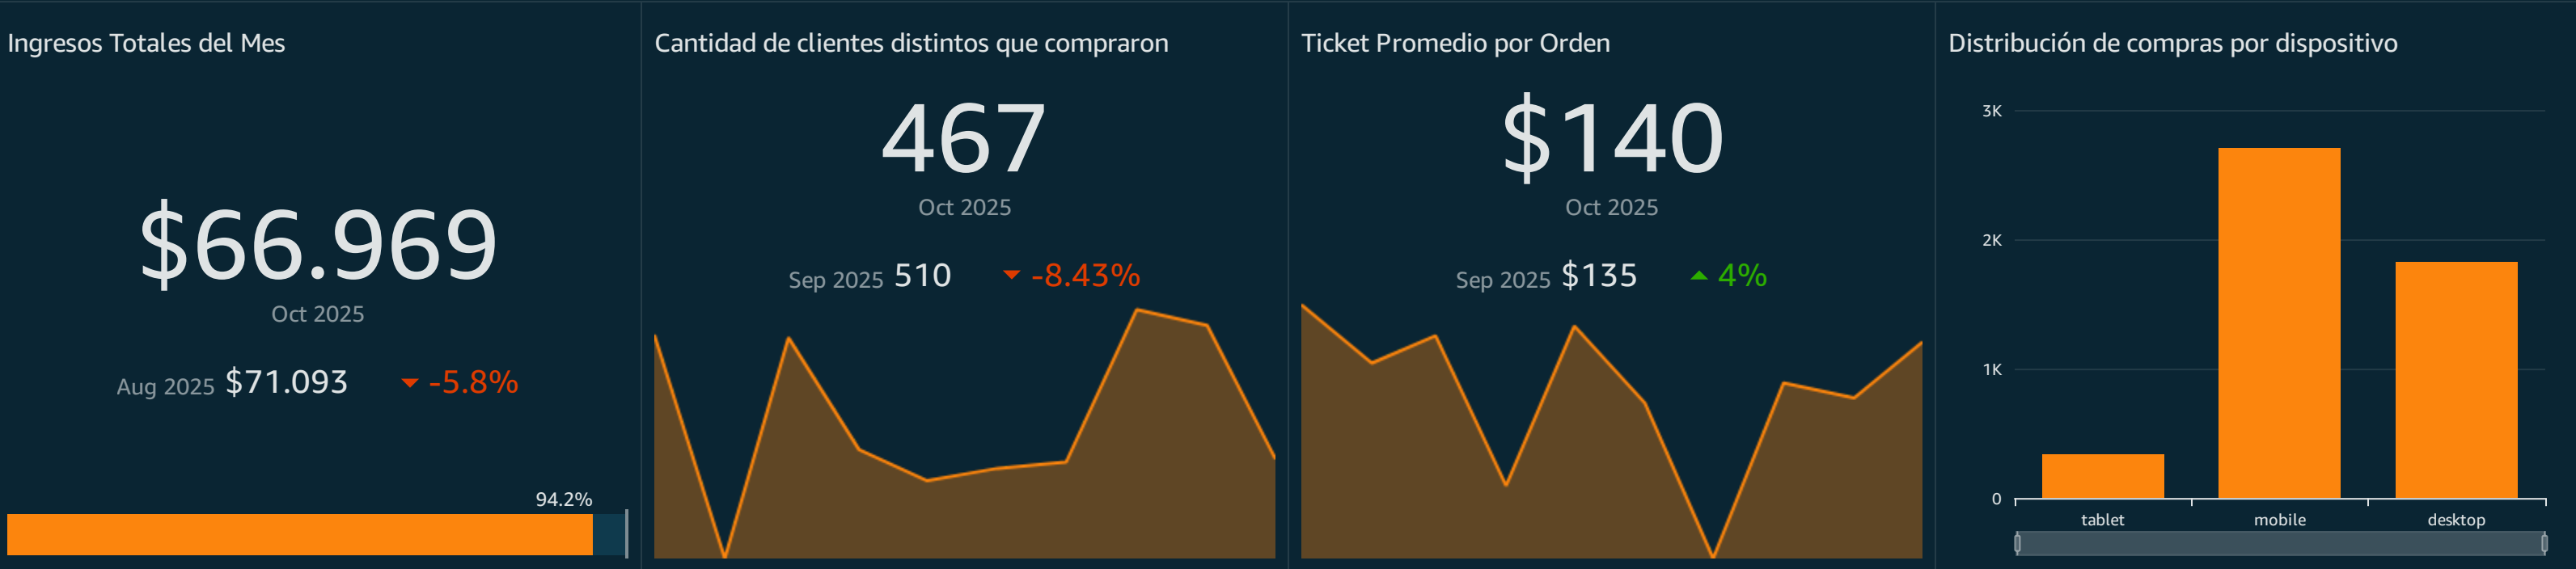 Ingresos Totales del Mes
$66.969
Oct 2025
Aug 2025 $71.093 ▼ -5.8%
94.2%
Cantidad de clientes distintos que compraron
467
Oct 2025
Sep 2025 510 ▼ -8.43%
Ticket Promedio por Orden
$140
Oct 2025
Sep 2025 $135 ▲ 4%
Distribución de compras por dispositivo
3K
2K
1K
0
tablet mobile desktop